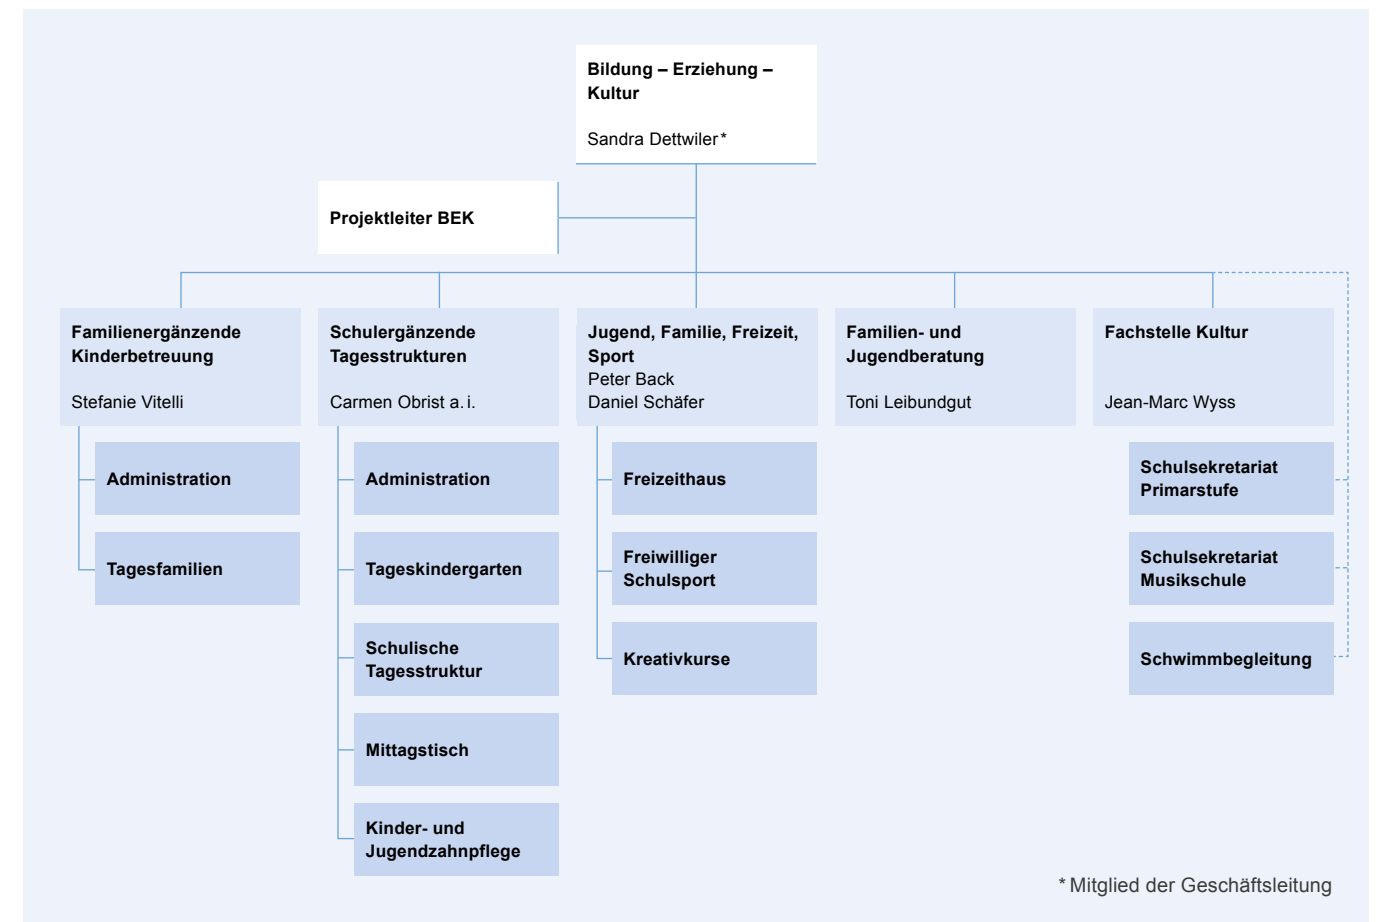 Bildung – Erziehung –
Kultur
Sandra Dettwiler*
Projektleiter BEK
Familienergänzende
Kinderbetreuung
Stefanie Vitelli
Administration
Tagesfamilien
Schulergänzende
Tagesstrukturen
Carmen Obrist a. i.
Administration
Tageskindergarten
Schulische
Tagesstruktur
Mittagstisch
Kinder- und
Jugendzahnpflege
Jugend, Familie, Freizeit,
Sport
Peter Back
Daniel Schäfer
Freizeithaus
Freiwilliger
Schulsport
Kreativkurse
Familien- und
Jugendberatung
Toni Leibundgut
Fachstelle Kultur
Jean-Marc Wyss
Schulsekretariat
Primarstufe
Schulsekretariat
Musikschule
Schwimmbegleitung
* Mitglied der Geschäftsleitung